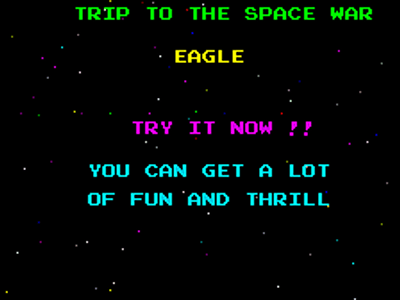 TRIP TO THE SPACE WAR
EAGLE
TRY IT NOW !!
YOU CAN GET A LOT
OF FUN AND THRILL